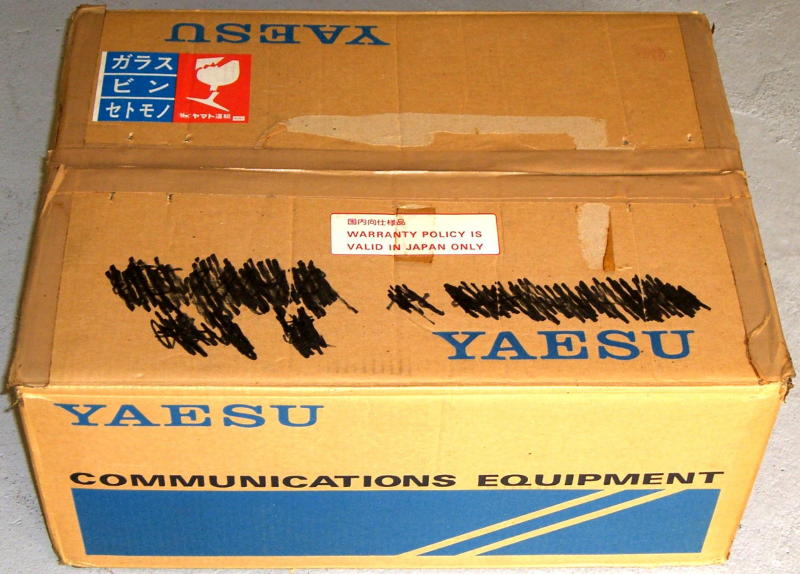 YAESU
ガラス
ビン
セトモノ
ヤマト運輸
国内向仕様品
WARRANTY POLICY IS
VALID IN JAPAN ONLY
YAESU
YAESU
COMMUNICATIONS EQUIPMENT